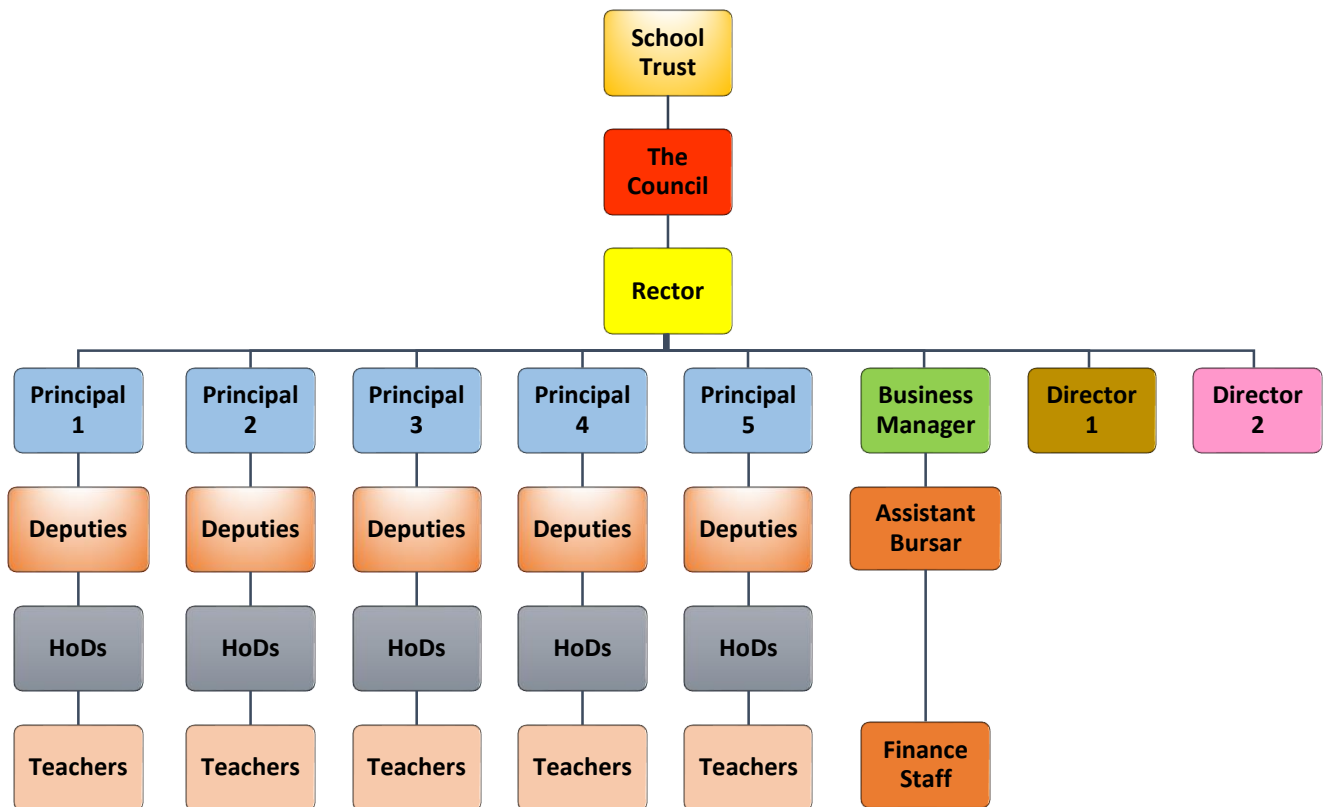 School
Trust
The
Council
Rector
Principal
1
Principal
2
Principal
3
Principal
4
Principal
5
Business
Manager
Director
1
Director
2
Deputies
Deputies
Deputies
Deputies
Deputies
Assistant
Bursar
HoDs
HoDs
HoDs
HoDs
HoDs
Teachers
Teachers
Teachers
Teachers
Teachers
Finance
Staff